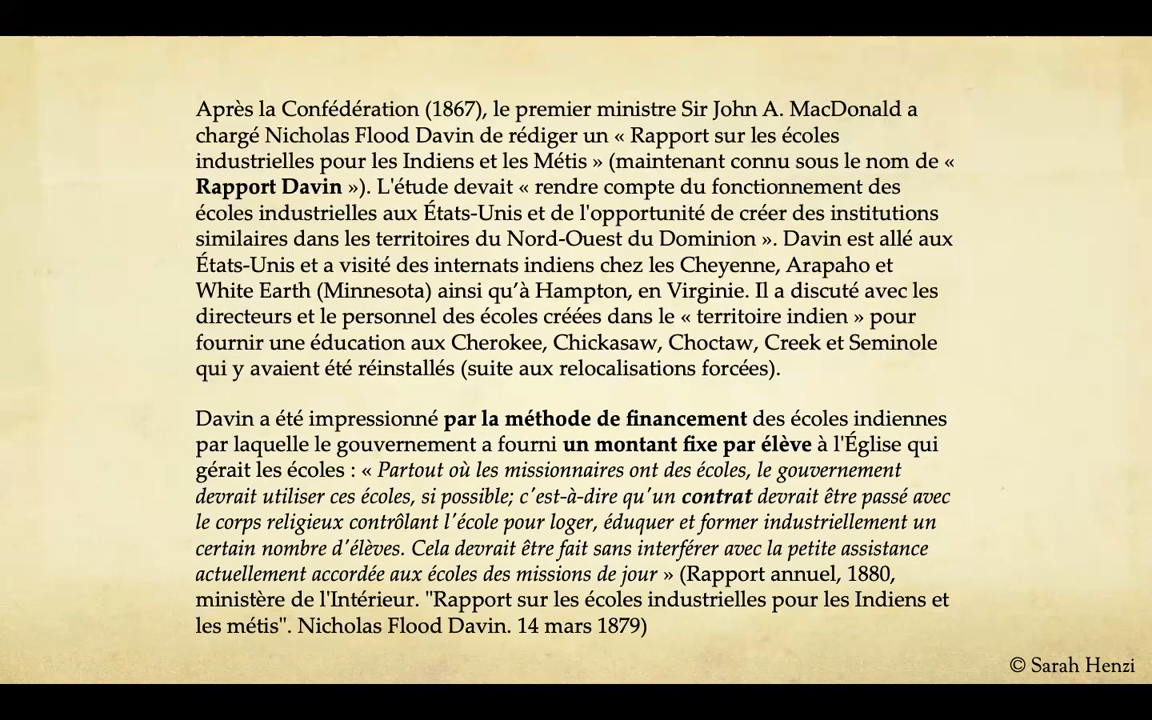 Après la Confédération (1867), le premier ministre Sir John A. MacDonald a
chargé Nicholas Flood Davin de rédiger un « Rapport sur les écoles
industrielles pour les Indiens et les Métis » (maintenant connu sous le nom de «
Rapport Davin »). L'étude devait « rendre compte du fonctionnement des
écoles industrielles aux États-Unis et de l'opportunité de créer des institutions
similaires dans les territoires du Nord-Ouest du Dominion ». Davin est allé aux
États-Unis et a visité des internats indiens chez les Cheyenne, Arapaho et
White Earth (Minnesota) ainsi qu’à Hampton, en Virginie. Il a discuté avec les
directeurs et le personnel des écoles créées dans le « territoire indien » pour
fournir une éducation aux Cherokee, Chickasaw, Choctaw, Creek et Seminole
qui y avaient été réinstallés (suite aux relocalisations forcées).
Davin a été impressionné par la méthode de financement des écoles indiennes
par laquelle le gouvernement a fourni un montant fixe par élève à l'Église qui
gérait les écoles : « Partout où les missionnaires ont des écoles, le gouvernement
devrait utiliser ces écoles, si possible; c'est-à-dire qu'un contrat devrait être passé avec
le corps religieux contrôlant l'école pour loger, éduquer et former industriellement un
certain nombre d'élèves. Cela devrait être fait sans interférer avec la petite assistance
actuellement accordée aux écoles des missions de jour » (Rapport annuel, 1880,
ministère de l'Intérieur. "Rapport sur les écoles industrielles pour les Indiens et
les métis". Nicholas Flood Davin. 14 mars 1879)
© Sarah Henzi